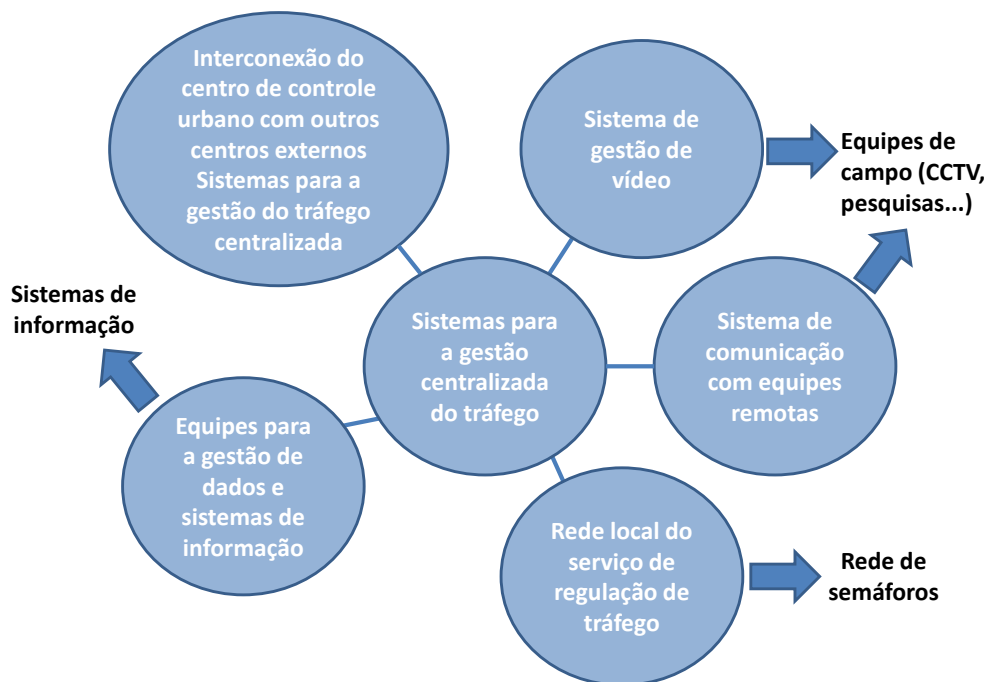 Interconexão do
centro de controle
urbano com outros
centros externos
Sistemas para a
gestão do tráfego
centralizada
Sistema de
gestão de
vídeo
Equipes de
campo (CCTV,
pesquisas...)
Sistemas de
informação
Sistemas para
a gestão
centralizada
do tráfego
Sistema de
comunicação
com equipes
remotas
Equipes para
a gestão de
dados e
sistemas de
informação
Rede local do
serviço de
regulação de
tráfego
Rede de
semáforos